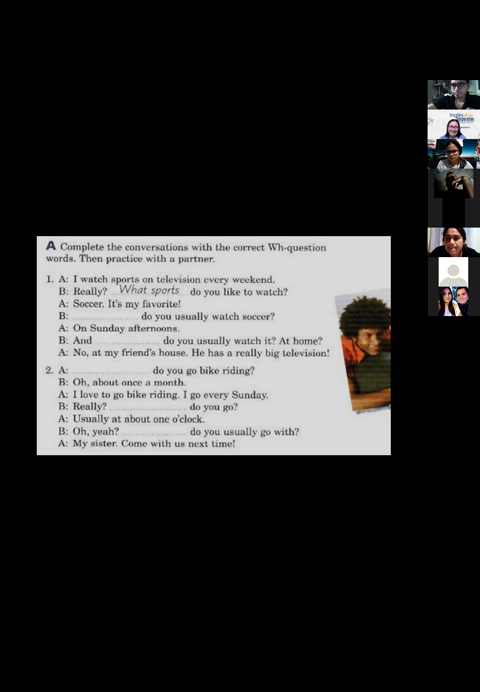 A Complete the conversations with the correct Wh-question
words. Then practice with a partner.
1. A: I watch sports on television every weekend.
B: Really? What sports do you like to watch?
A: Soccer. It's my favorite!
B: .................... do you usually watch soccer?
A: On Sunday afternoons.
B: And .................... do you usually watch it? At home?
A: No, at my friend's house. He has a really big television!
2. A: .................... do you go bike riding?
B: Oh, about once a month.
A: I love to go bike riding. I go every Sunday.
B: Really? .................... do you go?
A: Usually at about one o'clock.
B: Oh, yeah? .................... do you usually go with?
A: My sister. Come with us next time!
Inglés